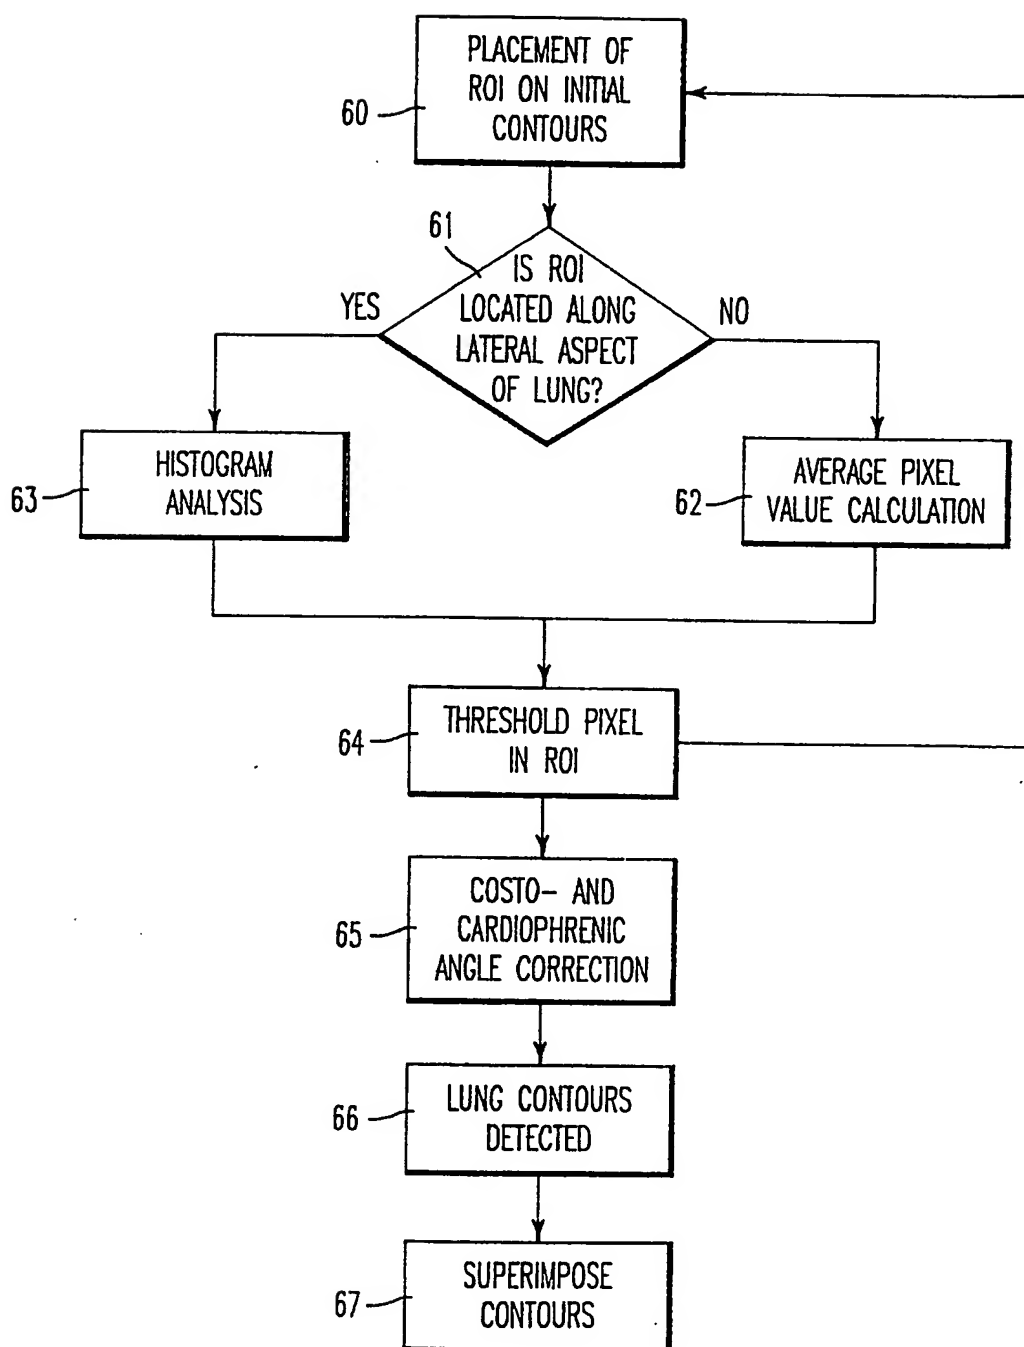 PLACEMENT OF
ROI ON INITIAL
CONTOURS
60
61
IS ROI
LOCATED ALONG
LATERAL ASPECT
OF LUNG?
YES
NO
HISTOGRAM
ANALYSIS
63
AVERAGE PIXEL
VALUE CALCULATION
62
THRESHOLD PIXEL
IN ROI
64
COSTO- AND
CARDIOPHRENIC
ANGLE CORRECTION
65
LUNG CONTOURS
DETECTED
66
SUPERIMPOSE
CONTOURS
67